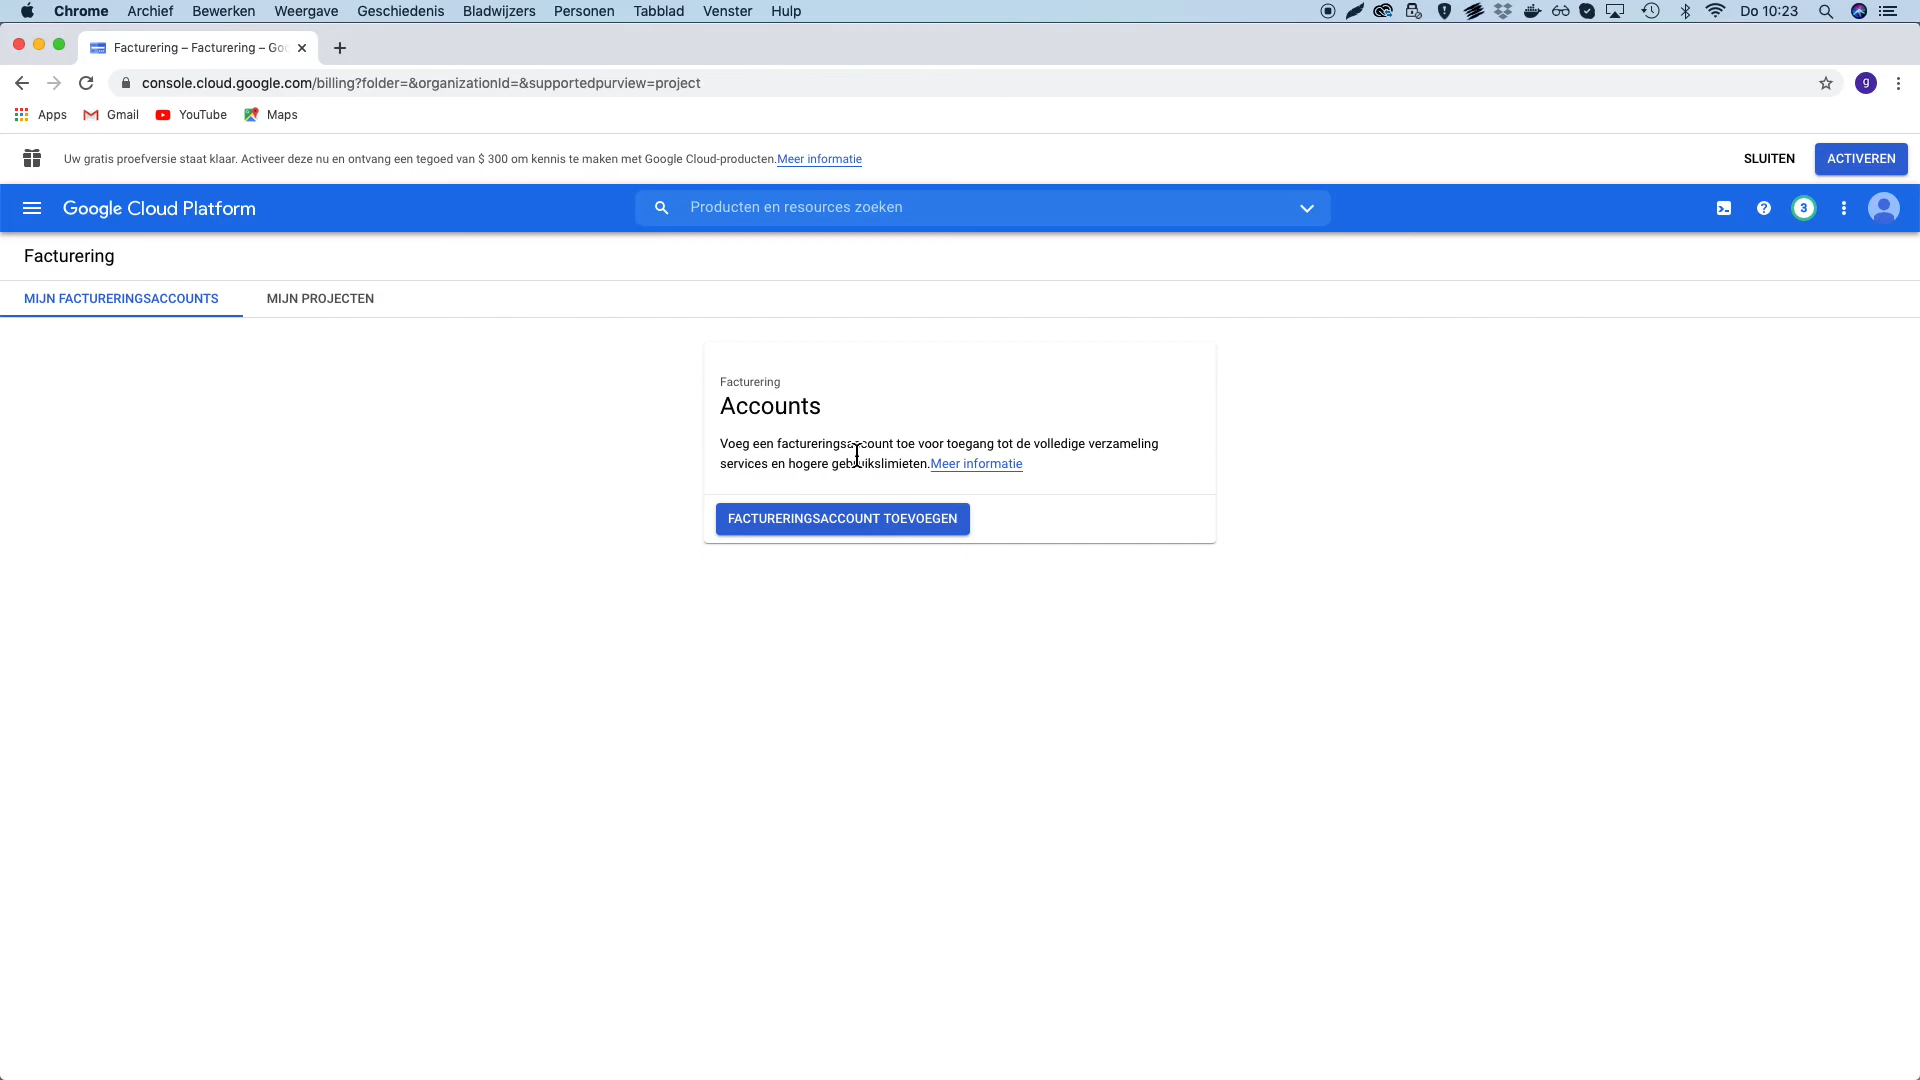 Chrome Archief Bewerken Weergave Geschiedenis Bladwijzers Personen Tabblad Venster Hulp Do 10:23
Facturering – Facturering – Goo
console.cloud.google.com/billing?folder=&organizationId=&supportedpurview=project g
Apps Gmail YouTube Maps
Uw gratis proefversie staat klaar. Activeer deze nu en ontvang een tegoed van $ 300 om kennis te maken met Google Cloud-producten.Meer informatie SLUITEN ACTIVEREN
Google Cloud Platform Producten en resources zoeken 3
Facturering
MIJN FACTURERINGSACCOUNTS MIJN PROJECTEN
Facturering
Accounts
Voeg een factureringsaccount toe voor toegang tot de volledige verzameling
services en hogere gebruikslimieten.Meer informatie
FACTURERINGSACCOUNT TOEVOEGEN